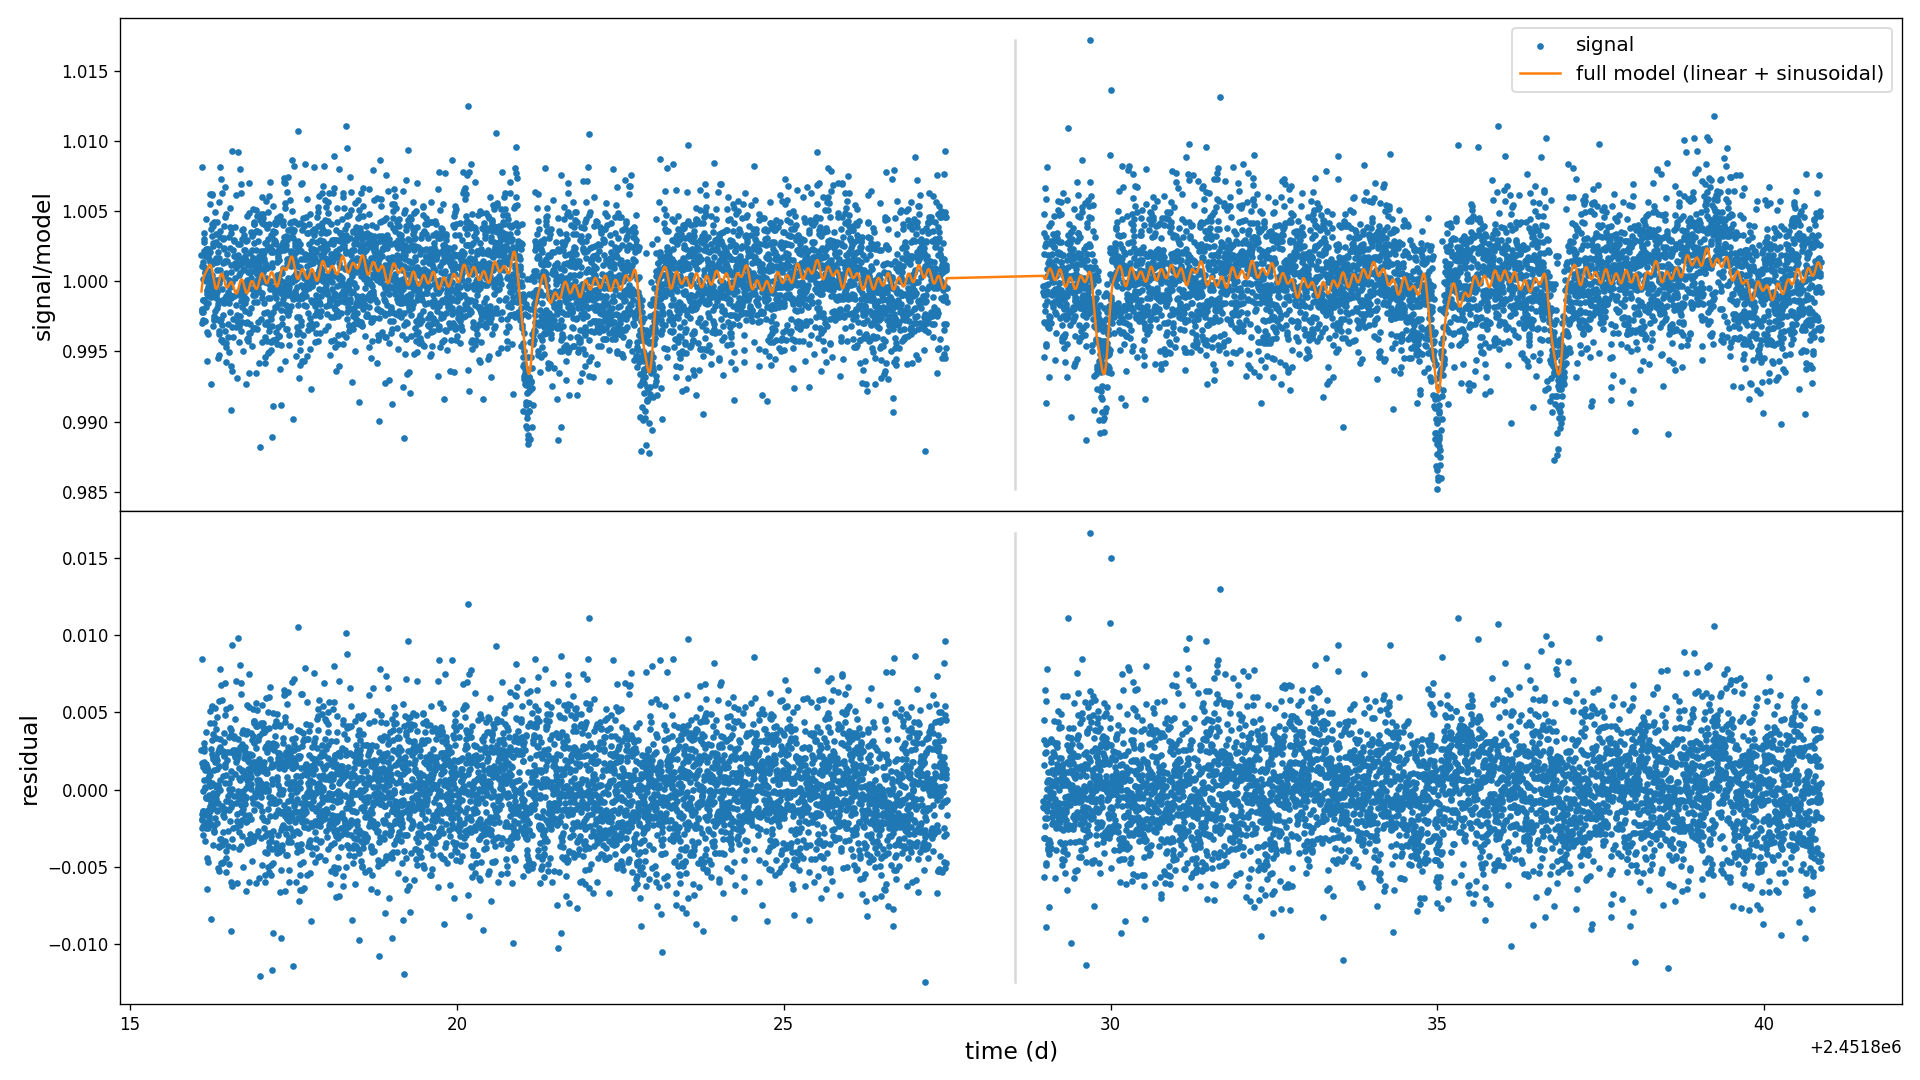 signal
full model (linear + sinusoidal)
signal/model
1.015
1.010
1.005
1.000
0.995
0.990
0.985
residual
0.015
0.010
0.005
0.000
−0.005
−0.010
15 20 25 30 35 40
time (d)
+2.4518e6